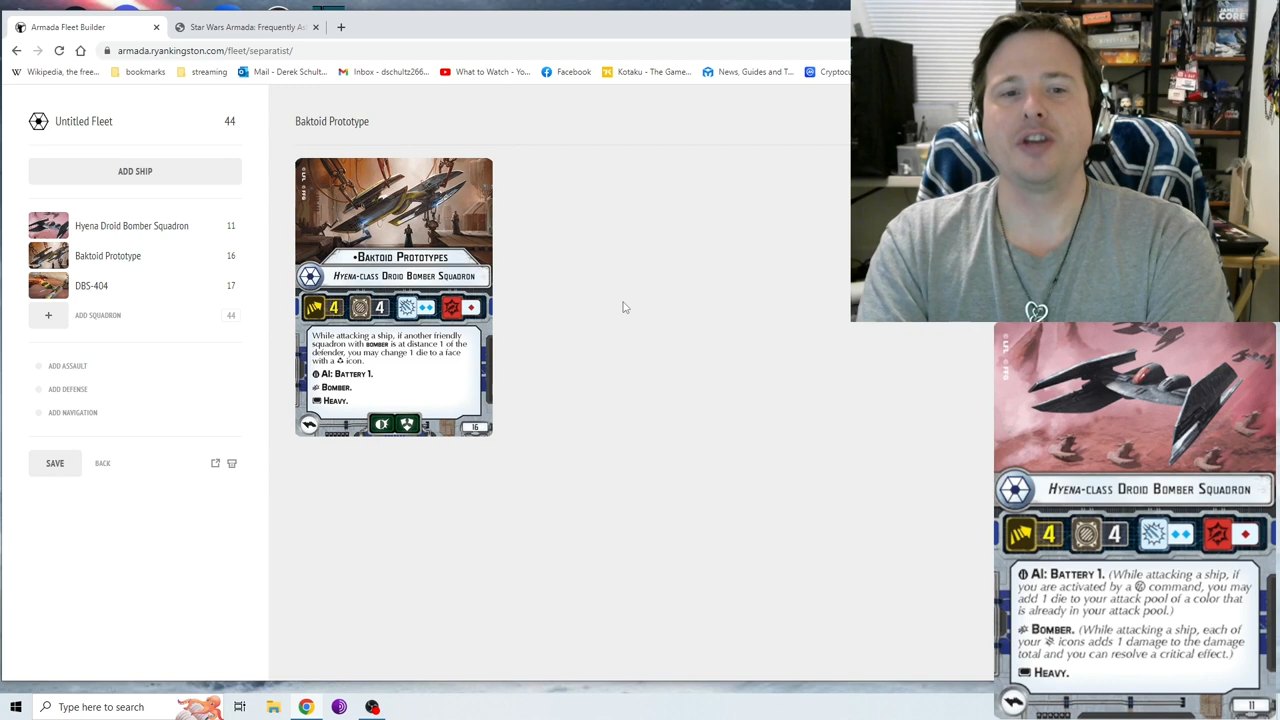 Armada Fleet Builder
Star Wars Armada: Frequently As
armada.ryankingston.com/fleet/separatist/
Wikipedia, the free...
bookmarks
stream
Mail - Derek Schult...
Inbox - dschultz266...
What to Watch - Yo...
Facebook
Kotaku - The Game...
News, Guides and T...
Cryptocu
Untitled Fleet 44
ADD SHIP
Hyena Droid Bomber Squadron 11
Baktoid Prototype 16
DBS-404 17
+ ADD SQUADRON 44
ADD ASSAULT
ADD DEFENSE
ADD NAVIGATION
SAVE
BACK
Baktoid Prototype
•Baktoid Prototypes
Hyena-class Droid Bomber Squadron
4 4
While attacking a ship, if another friendly
squadron with BOMBER is at distance 1 of the
defender, you may change 1 die to a face
with a icon.
AI: Battery 1.
Bomber.
Heavy.
16
CORE
Hyena-class Droid Bomber Squadron
4 4
AI: Battery 1. (While attacking a ship, if
you are activated by a command, you may
add 1 die to your attack pool of a color that
is already in your attack pool.)
Bomber. (While attacking a ship, each of
your icons adds 1 damage to the damage
total and you can resolve a critical effect.)
Heavy.
11
Type here to search